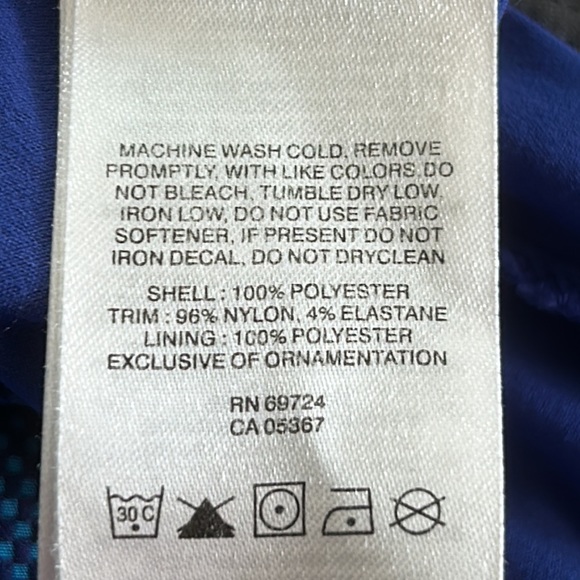 MACHINE WASH COLD, REMOVE
PROMPTLY, WITH LIKE COLORS, DO
NOT BLEACH, TUMBLE DRY LOW,
IRON LOW, DO NOT USE FABRIC
SOFTENER, IF PRESENT DO NOT
IRON DECAL, DO NOT DRYCLEAN
SHELL : 100% POLYESTER
TRIM : 96% NYLON, 4% ELASTANE
LINING : 100% POLYESTER
EXCLUSIVE OF ORNAMENTATION
RN 69724
CA 05367
30 C